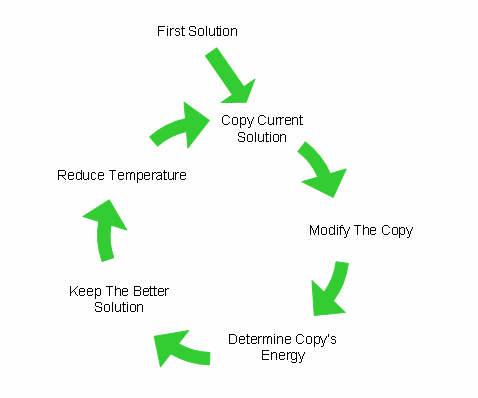 First Solution
Copy Current
Solution
Modify The Copy
Determine Copy's
Energy
Keep The Better
Solution
Reduce Temperature